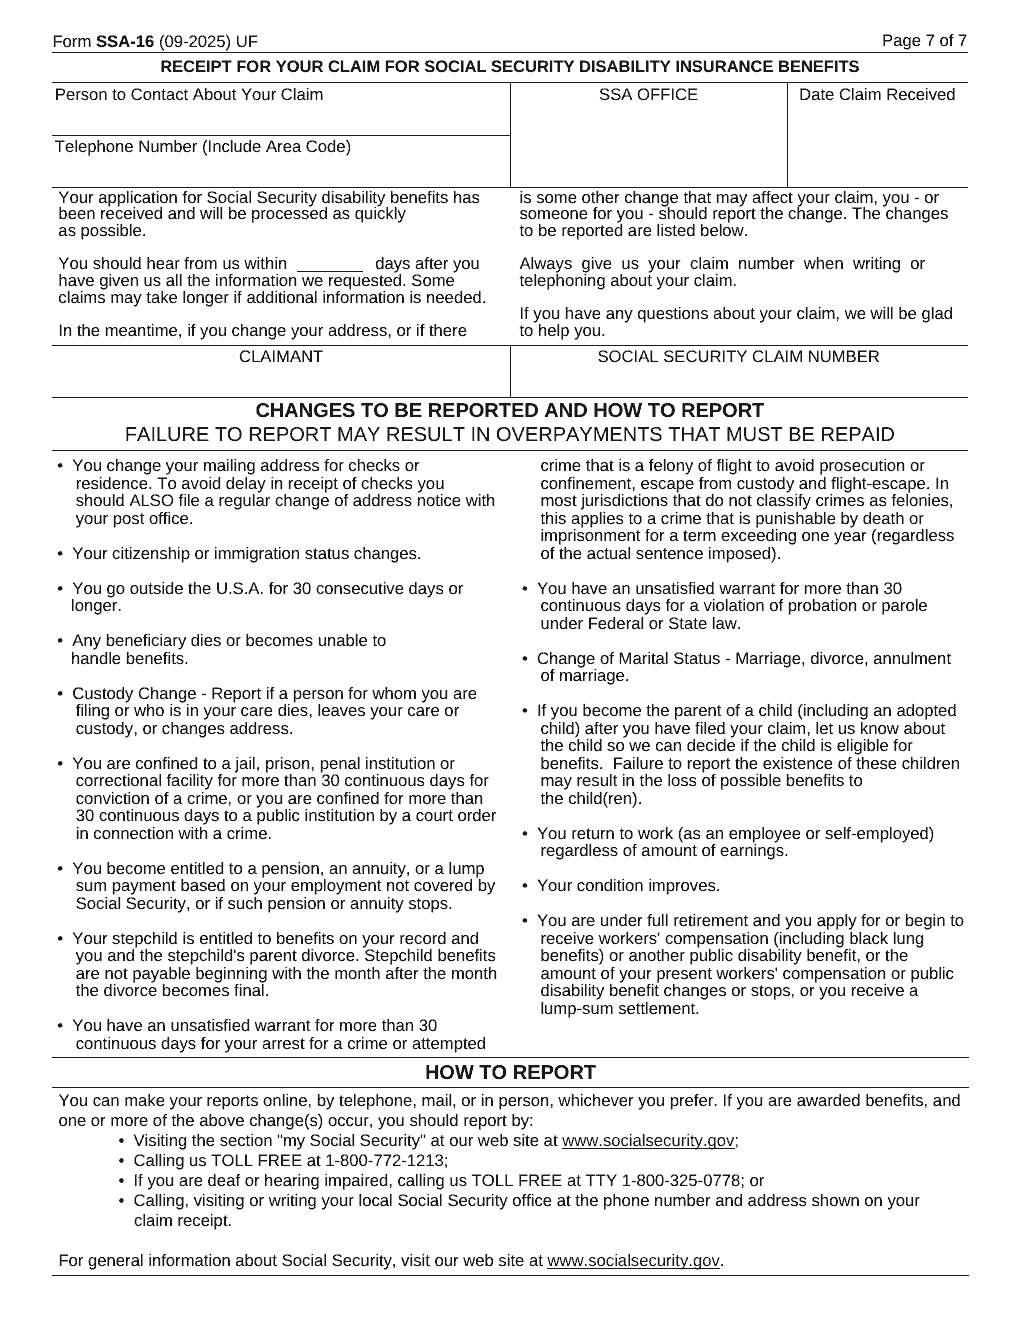 Form SSA-16 (09-2025) UF
Page 7 of 7
RECEIPT FOR YOUR CLAIM FOR SOCIAL SECURITY DISABILITY INSURANCE BENEFITS
Person to Contact About Your Claim
SSA OFFICE
Date Claim Received
Telephone Number (Include Area Code)
Your application for Social Security disability benefits has
been received and will be processed as quickly
as possible.
You should hear from us within ________ days after you
have given us all the information we requested. Some
claims may take longer if additional information is needed.
In the meantime, if you change your address, or if there
is some other change that may affect your claim, you - or
someone for you - should report the change. The changes
to be reported are listed below.
Always give us your claim number when writing or
telephoning about your claim.
If you have any questions about your claim, we will be glad
to help you.
CLAIMANT
SOCIAL SECURITY CLAIM NUMBER
CHANGES TO BE REPORTED AND HOW TO REPORT
FAILURE TO REPORT MAY RESULT IN OVERPAYMENTS THAT MUST BE REPAID
• You change your mailing address for checks or
residence. To avoid delay in receipt of checks you
should ALSO file a regular change of address notice with
your post office.
• Your citizenship or immigration status changes.
• You go outside the U.S.A. for 30 consecutive days or
longer.
• Any beneficiary dies or becomes unable to
handle benefits.
• Custody Change - Report if a person for whom you are
filing or who is in your care dies, leaves your care or
custody, or changes address.
• You are confined to a jail, prison, penal institution or
correctional facility for more than 30 continuous days for
conviction of a crime, or you are confined for more than
30 continuous days to a public institution by a court order
in connection with a crime.
• You become entitled to a pension, an annuity, or a lump
sum payment based on your employment not covered by
Social Security, or if such pension or annuity stops.
• Your stepchild is entitled to benefits on your record and
you and the stepchild's parent divorce. Stepchild benefits
are not payable beginning with the month after the month
the divorce becomes final.
• You have an unsatisfied warrant for more than 30
continuous days for your arrest for a crime or attempted
crime that is a felony of flight to avoid prosecution or
confinement, escape from custody and flight-escape. In
most jurisdictions that do not classify crimes as felonies,
this applies to a crime that is punishable by death or
imprisonment for a term exceeding one year (regardless
of the actual sentence imposed).
• You have an unsatisfied warrant for more than 30
continuous days for a violation of probation or parole
under Federal or State law.
• Change of Marital Status - Marriage, divorce, annulment
of marriage.
• If you become the parent of a child (including an adopted
child) after you have filed your claim, let us know about
the child so we can decide if the child is eligible for
benefits. Failure to report the existence of these children
may result in the loss of possible benefits to
the child(ren).
• You return to work (as an employee or self-employed)
regardless of amount of earnings.
• Your condition improves.
• You are under full retirement and you apply for or begin to
receive workers' compensation (including black lung
benefits) or another public disability benefit, or the
amount of your present workers' compensation or public
disability benefit changes or stops, or you receive a
lump-sum settlement.
HOW TO REPORT
You can make your reports online, by telephone, mail, or in person, whichever you prefer. If you are awarded benefits, and
one or more of the above change(s) occur, you should report by:
• Visiting the section "my Social Security" at our web site at www.socialsecurity.gov;
• Calling us TOLL FREE at 1-800-772-1213;
• If you are deaf or hearing impaired, calling us TOLL FREE at TTY 1-800-325-0778; or
• Calling, visiting or writing your local Social Security office at the phone number and address shown on your
claim receipt.
For general information about Social Security, visit our web site at www.socialsecurity.gov.